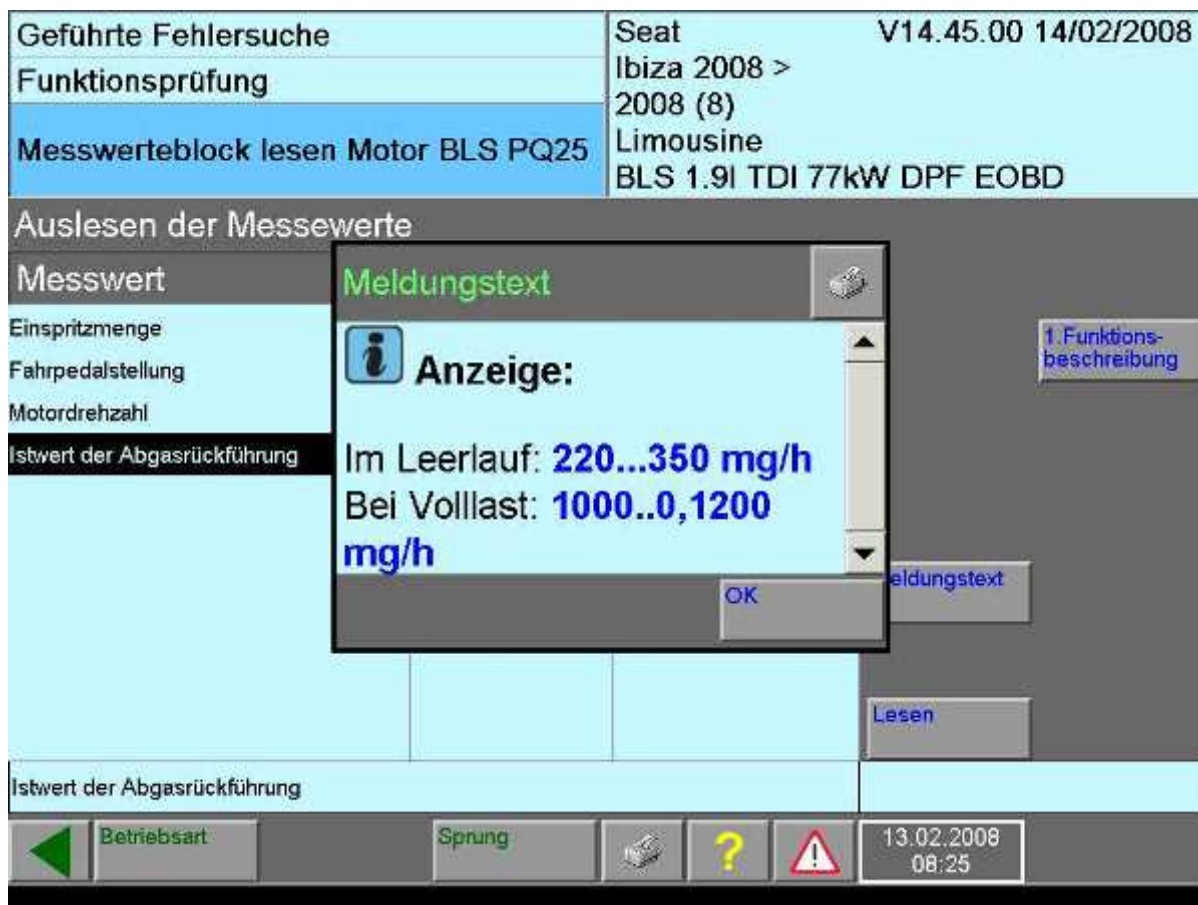 Geführte Fehlersuche
Funktionsprüfung
Messwerteblock lesen Motor BLS PQ25
Seat V14.45.00 14/02/2008
Ibiza 2008 >
2008 (8)
Limousine
BLS 1.9l TDI 77kW DPF EOBD
Auslesen der Messewerte
Messwert
Einspritzmenge
Fahrpedalstellung
Motordrehzahl
Istwert der Abgasrückführung
Meldungstext
Anzeige:
Im Leerlauf: 220...350 mg/h
Bei Volllast: 1000..0,1200
mg/h
OK
1.Funktions-
beschreibung
eldungstext
Lesen
Istwert der Abgasrückführung
Betriebsart
Sprung
?
13.02.2008
08:25